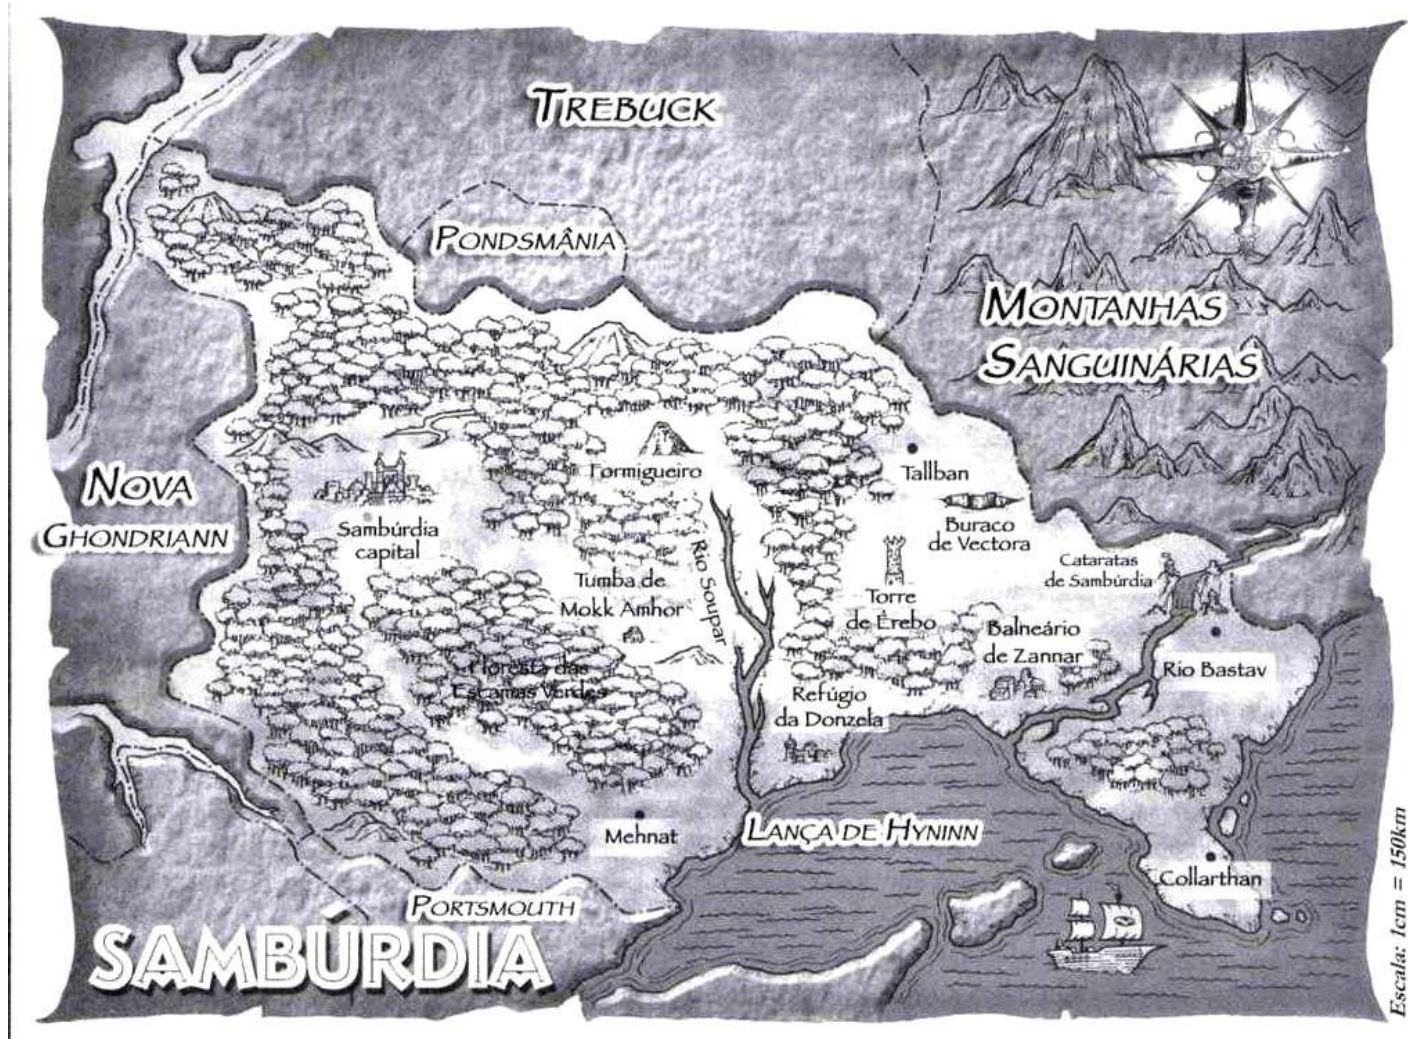 TREBUCK
PONDSMÂNIA
MONTANHAS
SANGUINÁRIAS
NOVA
GHONDRIANN
Formigueiro
Tallban
Sambúrdia
capital
Buraco
de Vectora
Cataratas
de Sambúrdia
Tumba de
Mokk Amhor
Rio Soupar
Torre
de Érebo
Balneário
de Zannar
Rio Bastav
Floresta das
Escamas Verdes
Refúgio
da Donzela
Mehnat
LANÇA DE HYNINN
Collarthan
PORTSMOUTH
SAMBURDIA
Escala: 1cm = 150km